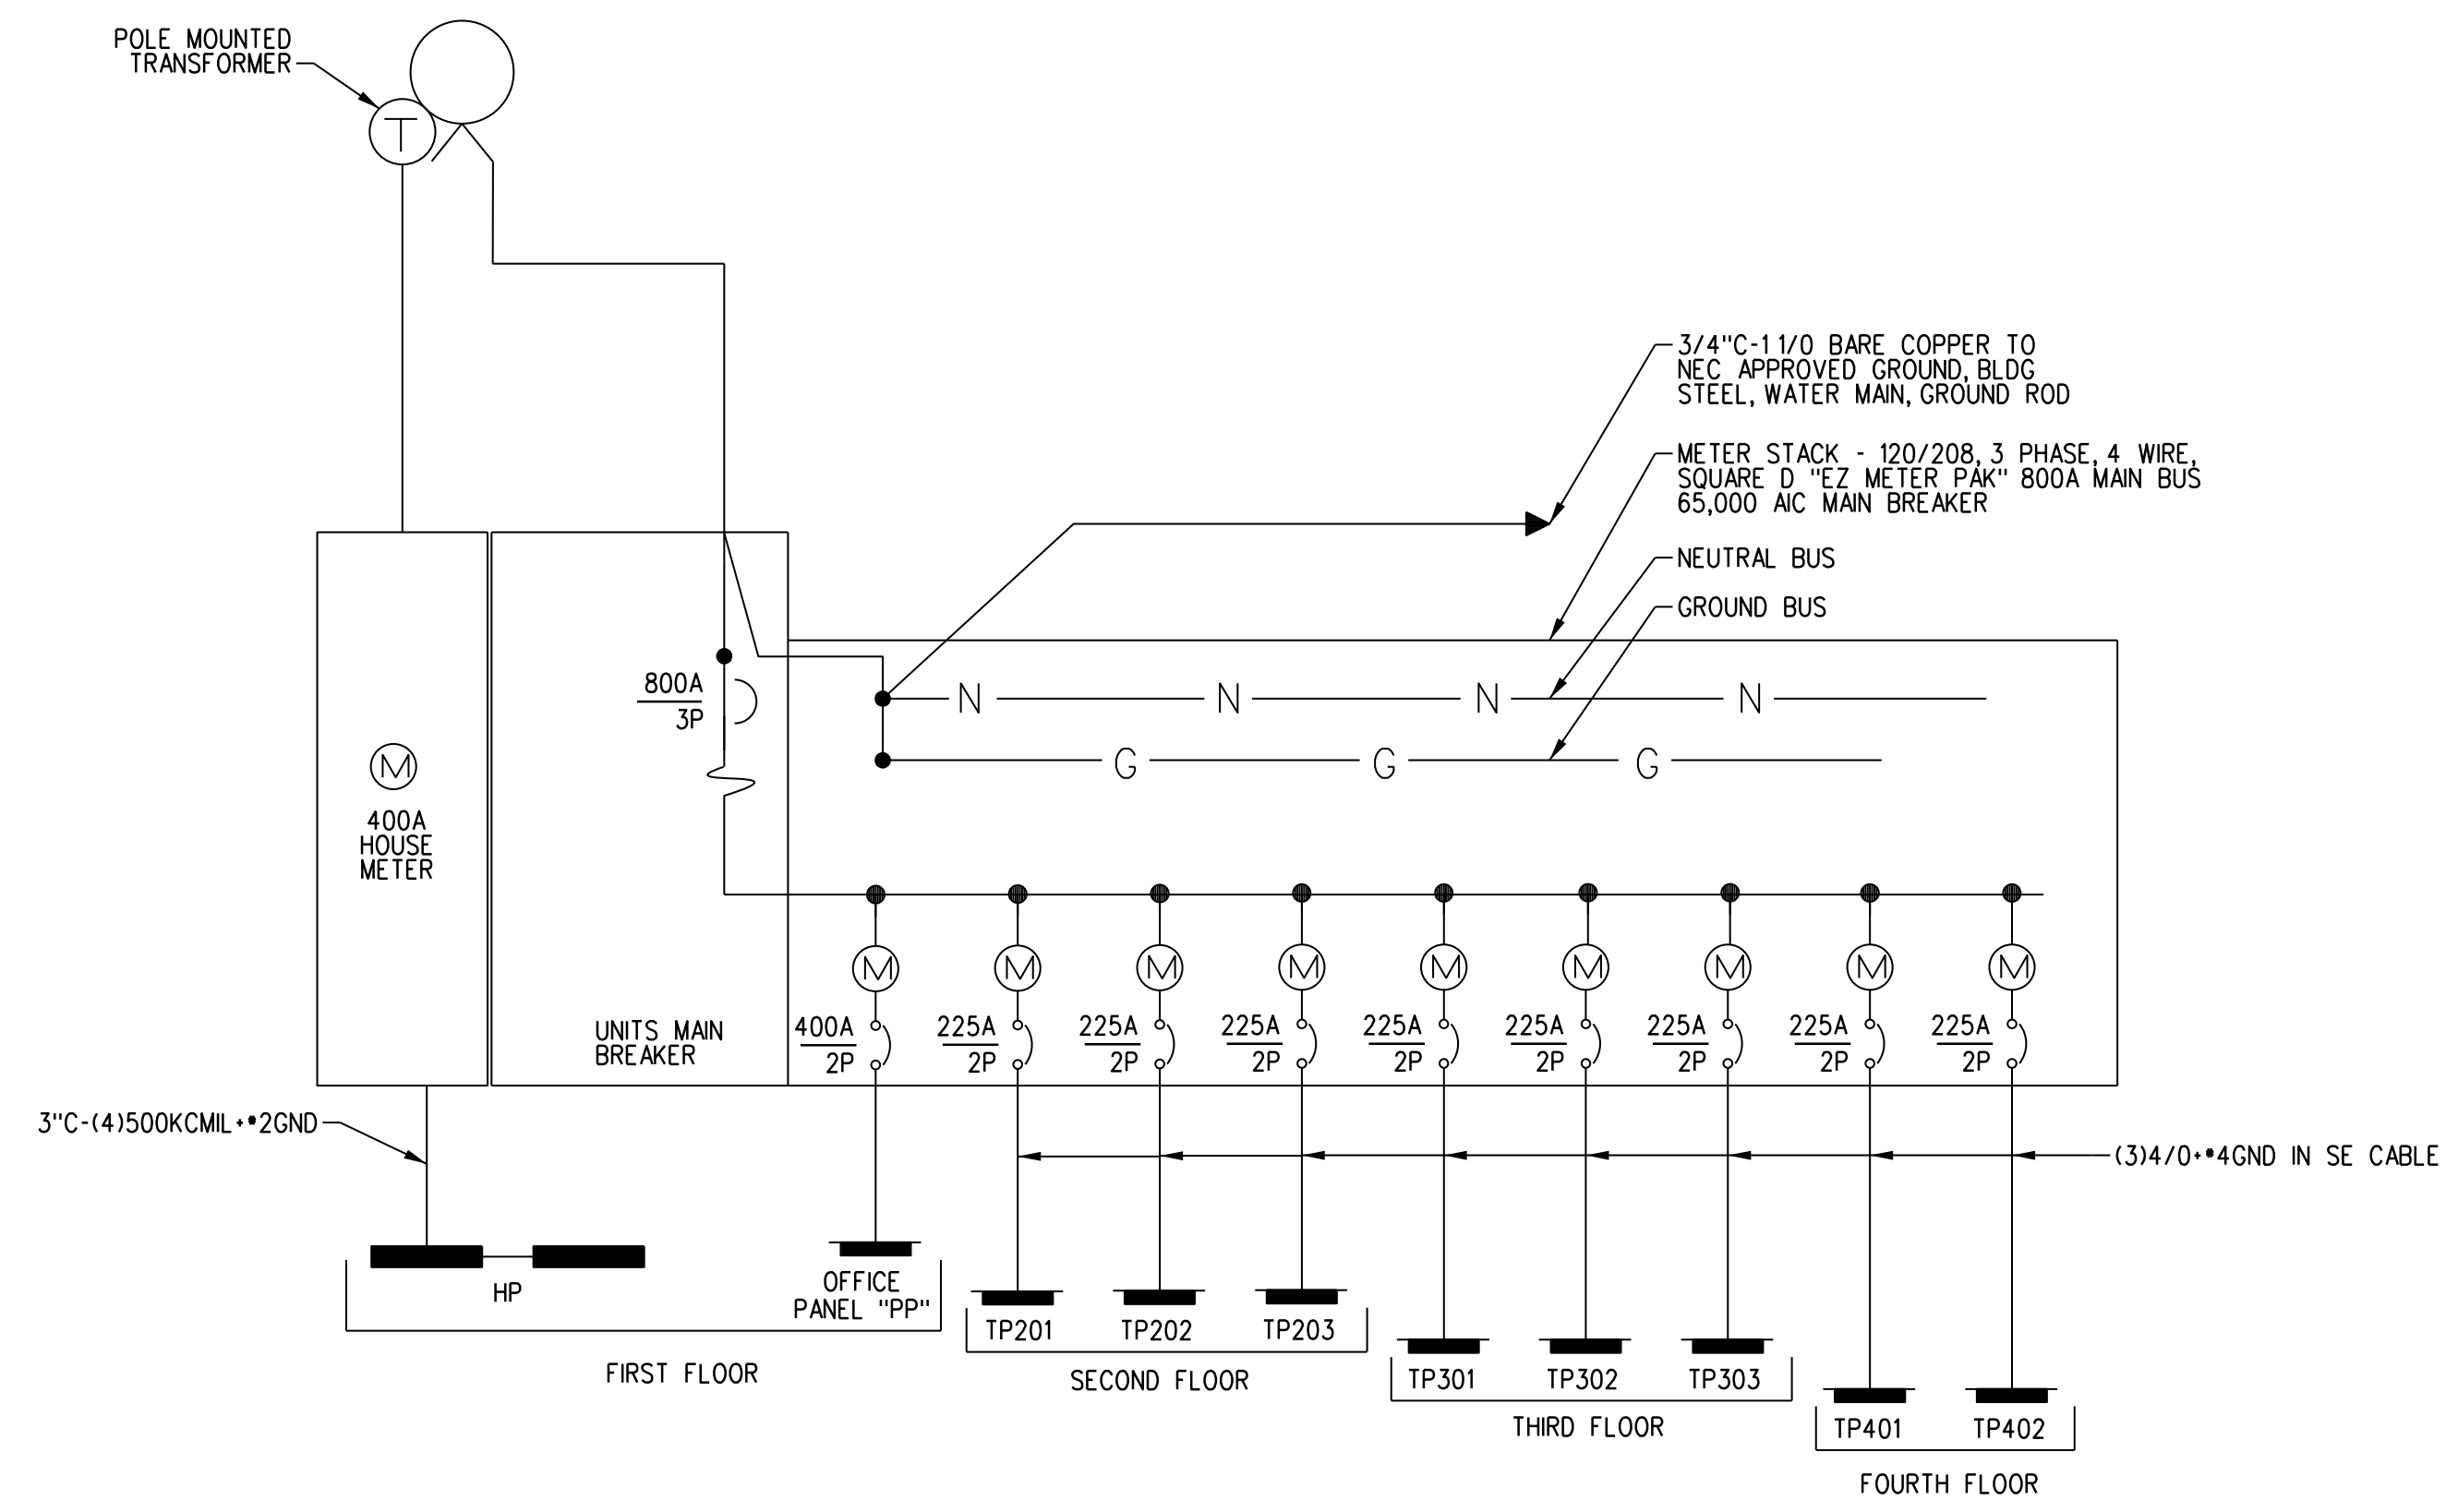 POLE MOUNTED
TRANSFORMER
T
3/4"C-1 1/0 BARE COPPER TO
NEC APPROVED GROUND, BLDG
STEEL, WATER MAIN, GROUND ROD
METER STACK - 120/208, 3 PHASE, 4 WIRE,
SQUARE D "EZ METER PAK" 800A MAIN BUS
65,000 AIC MAIN BREAKER
NEUTRAL BUS
GROUND BUS
800A
3P
N N N N
G G G
M
400A
HOUSE
METER
M M M M M M M M M
UNITS MAIN
BREAKER
400A 225A 225A 225A 225A 225A 225A 225A 225A
2P 2P 2P 2P 2P 2P 2P 2P 2P
3"C-(4)500KCMIL+*2GND
(3)4/0+*4GND IN SE CABLE
HP
OFFICE
PANEL "PP"
FIRST FLOOR
TP201 TP202 TP203
SECOND FLOOR
TP301 TP302 TP303
THIRD FLOOR
TP401 TP402
FOURTH FLOOR